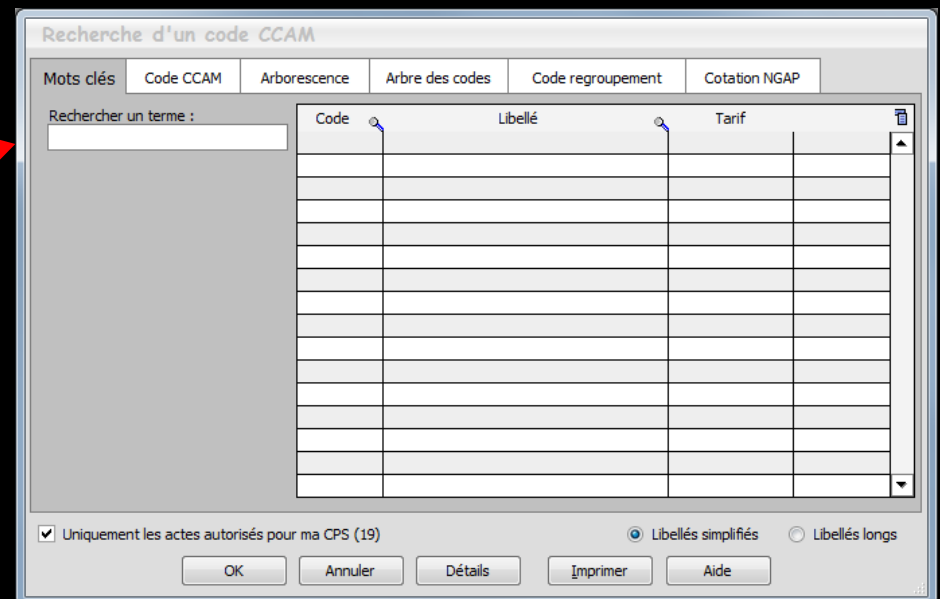 Recherche d'un code CCAM
Mots clés Code CCAM Arborescence Arbre des codes Code regroupement Cotation NGAP
Rechercher un terme :
Code Libellé Tarif
Uniquement les actes autorisés pour ma CPS (19) Libellés simplifiés Libellés longs
OK Annuler Détails Imprimer Aide